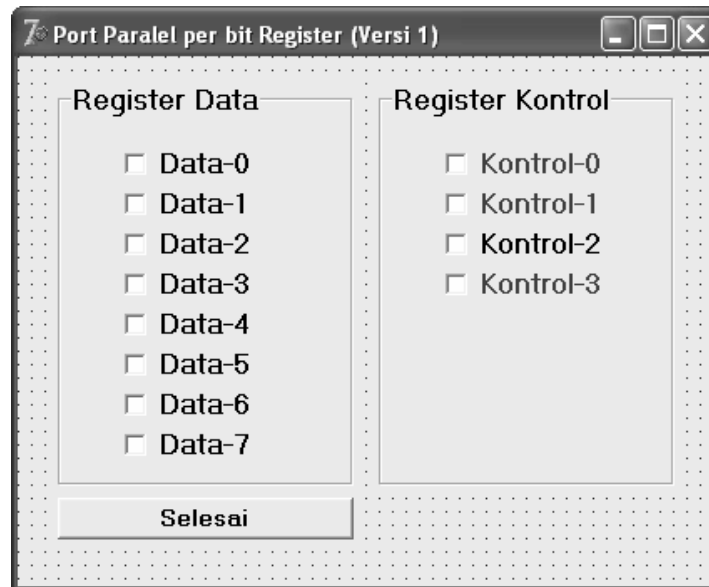 Port Paralel per bit Register (Versi 1)
Register Data
Data-0
Data-1
Data-2
Data-3
Data-4
Data-5
Data-6
Data-7
Selesai
Register Kontrol
Kontrol-0
Kontrol-1
Kontrol-2
Kontrol-3